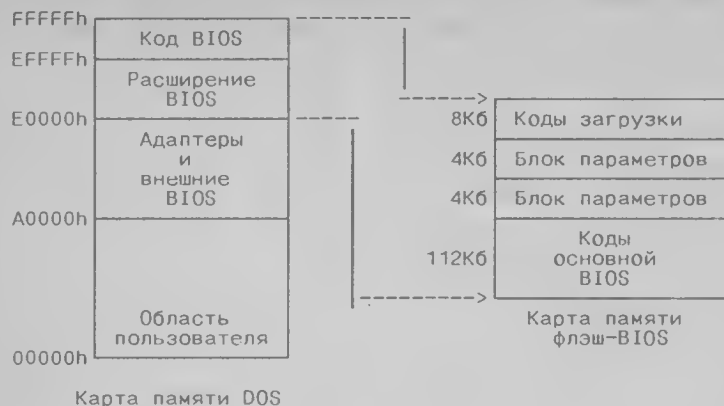 FFFFFh
Код BIOS
EFFFFh
Расширение
BIOS
E0000h
Адаптеры
и
внешние
BIOS
A0000h
Область
пользователя
00000h
Карта памяти DOS
8Кб Коды загрузки
4Кб Блок параметров
4Кб Блок параметров
112Кб
Коды
основной
BIOS
Карта памяти
флэш-BIOS